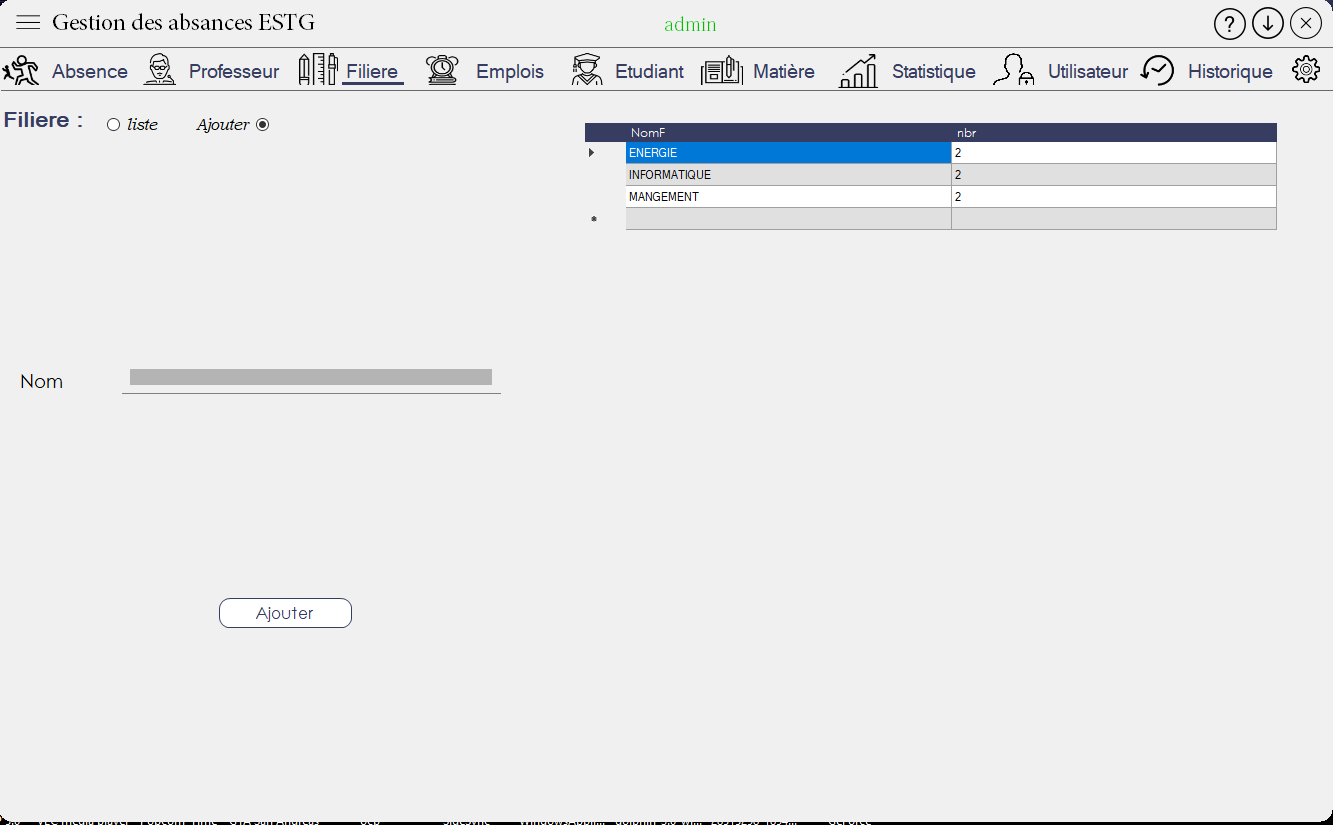 Gestion des absances ESTG
admin
?
Absence Professeur Filiere Emplois Etudiant Matière Statistique Utilisateur Historique
Filiere : liste Ajouter
NomF nbr
ENERGIE 2
INFORMATIQUE 2
MANGEMENT 2
*
Nom
Ajouter